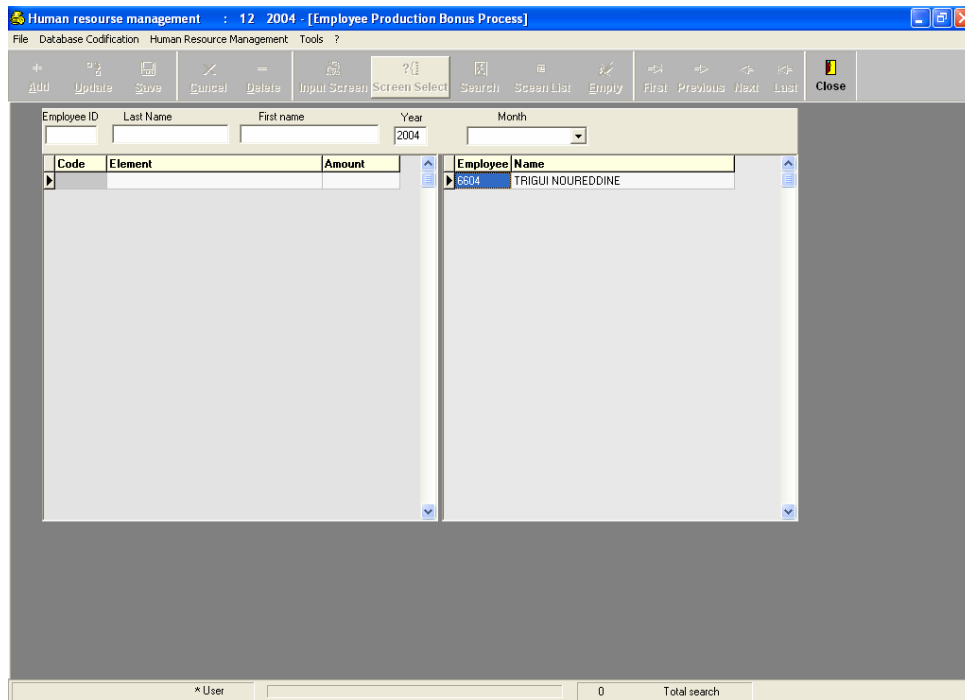 Human resourse management : 12 2004 - [Employee Production Bonus Process]
File Database Codification Human Resource Management Tools ?
Add Update Save Cancel Delete Input Screen Screen Select Search Sceen List Empty First Previous Next Last Close
Employee ID Last Name First name Year Month
2004
Code Element Amount Employee Name
6604 TRIGUI NOUREDDINE
* User 0 Total search